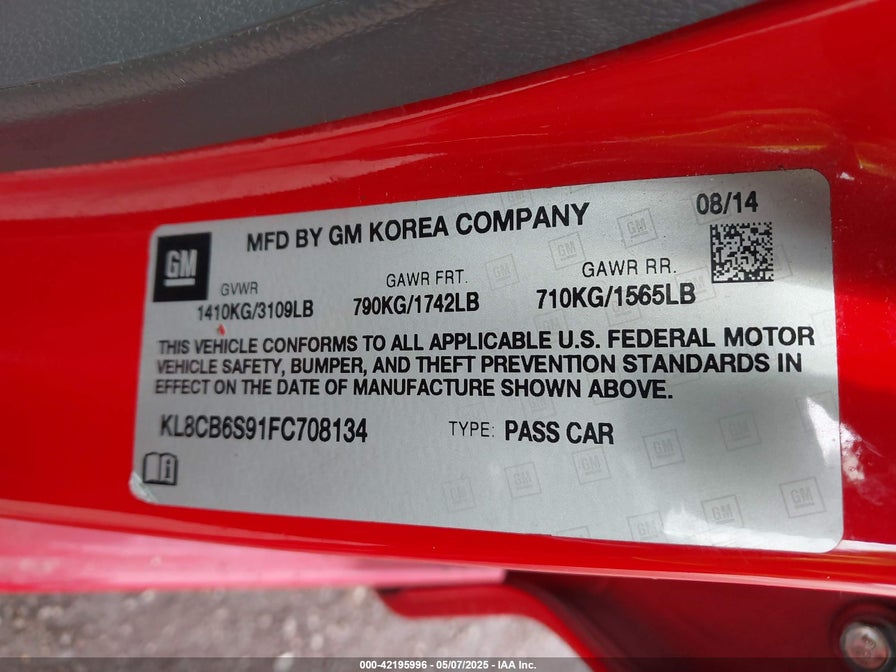 GM
MFD BY GM KOREA COMPANY
08/14
GVWR
1410KG/3109LB
GAWR FRT.
790KG/1742LB
GAWR RR.
710KG/1565LB
THIS VEHICLE CONFORMS TO ALL APPLICABLE U.S. FEDERAL MOTOR
VEHICLE SAFETY, BUMPER, AND THEFT PREVENTION STANDARDS IN
EFFECT ON THE DATE OF MANUFACTURE SHOWN ABOVE.
KL8CB6S91FC708134
TYPE: PASS CAR
000-42195996 - 05/07/2025 - IAA Inc.